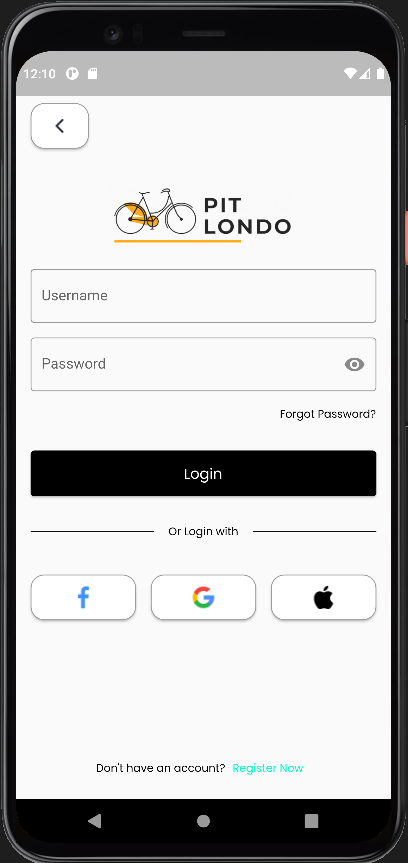 12:10
PIT
LONDO
Username
Password
Forgot Password?
Login
Or Login with
f
G
Don't have an account? Register Now